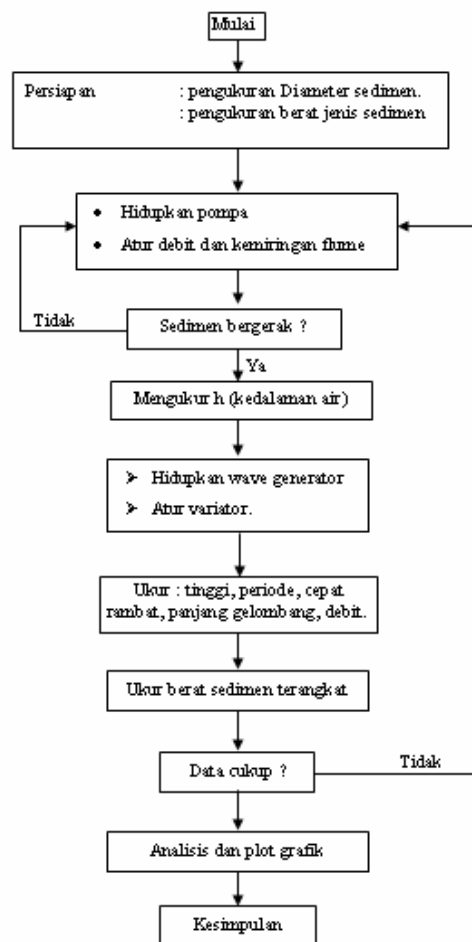 Mulai
Persiapan : pengukuran Diameter sedimen.
: pengukuran berat jenis sedimen
• Hidupkan pompa
• Atur debit dan kemiringan flume
Tidak
Sedimen bergerak ?
Ya
Mengukur h (kedalaman air)
➢ Hidupkan wave generator
➢ Atur variator.
Ukur : tinggi, periode, cepat
rambat, panjang gelombang, debit.
Ukur berat sedimen terangkat
Data cukup ?
Tidak
Analisis dan plot grafik
Kesimpulan